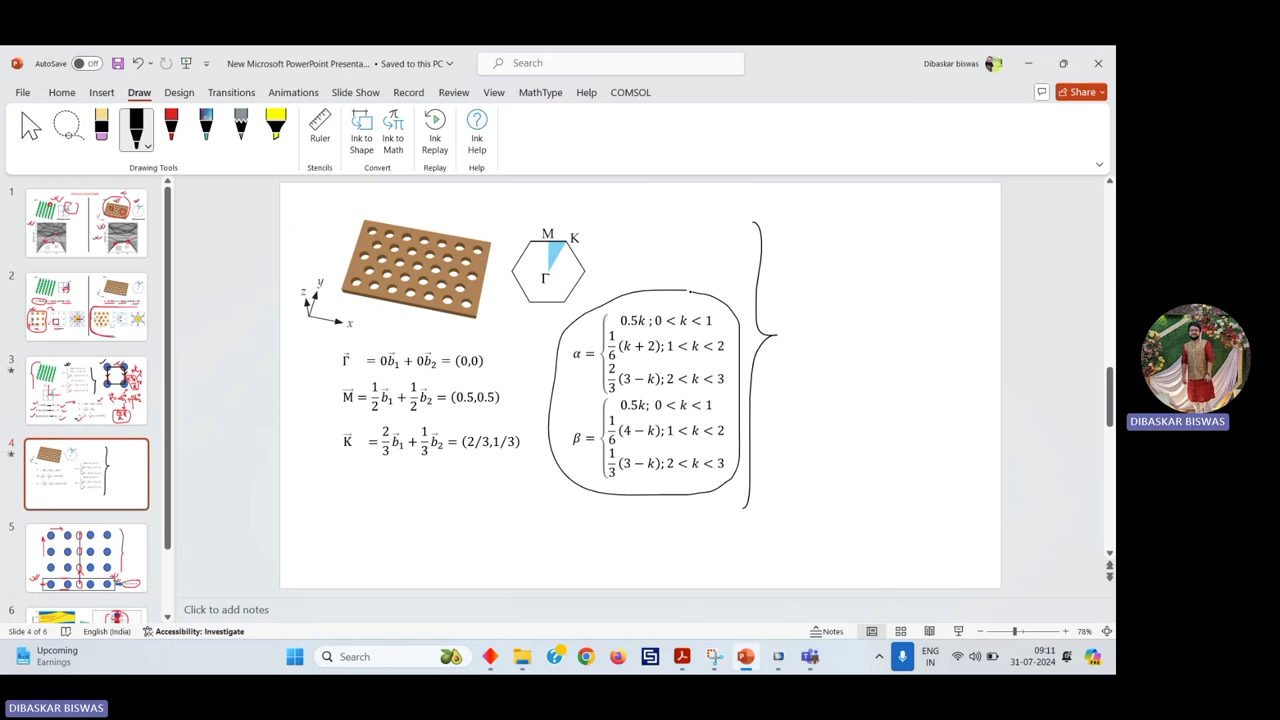 AutoSave Off
New Microsoft PowerPoint Presenta... • Saved to this PC
Search
Dibaskar biswas
File Home Insert Draw Design Transitions Animations Slide Show Record Review View MathType Help COMSOL
Share
Ruler
Ink to Shape
Ink to Math
Ink Replay
Ink Help
Drawing Tools Stencils Convert Replay Help
1
2
3
4
5
6
M K
Γ
z y x
Γ⃗ = 0b⃗₁ + 0b⃗₂ = (0,0)
M⃗ = 1/2 b⃗₁ + 1/2 b⃗₂ = (0.5,0.5)
K⃗ = 2/3 b⃗₁ + 1/3 b⃗₂ = (2/3,1/3)
α = { 0.5k ; 0 < k < 1
1/6 (k + 2); 1 < k < 2
2/3 (3 − k); 2 < k < 3
β = { 0.5k; 0 < k < 1
1/6 (4 − k); 1 < k < 2
1/3 (3 − k); 2 < k < 3
DIBASKAR BISWAS
Click to add notes
Slide 4 of 6 English (India) Accessibility: Investigate Notes 78%
Upcoming
Earnings
Search
ENG
IN
09:11
31-07-2024
DIBASKAR BISWAS